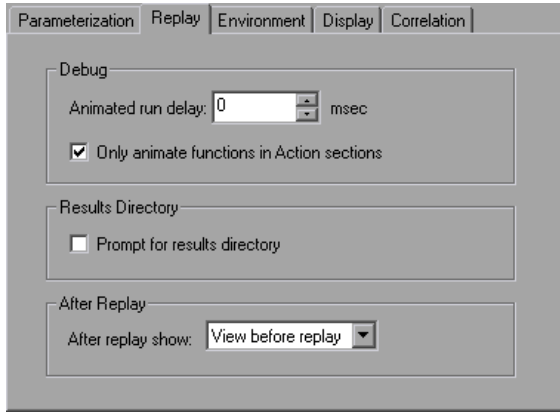 Parameterization Replay Environment Display Correlation
Debug
Animated run delay: 0 msec
Only animate functions in Action sections
Results Directory
Prompt for results directory
After Replay
After replay show: View before replay